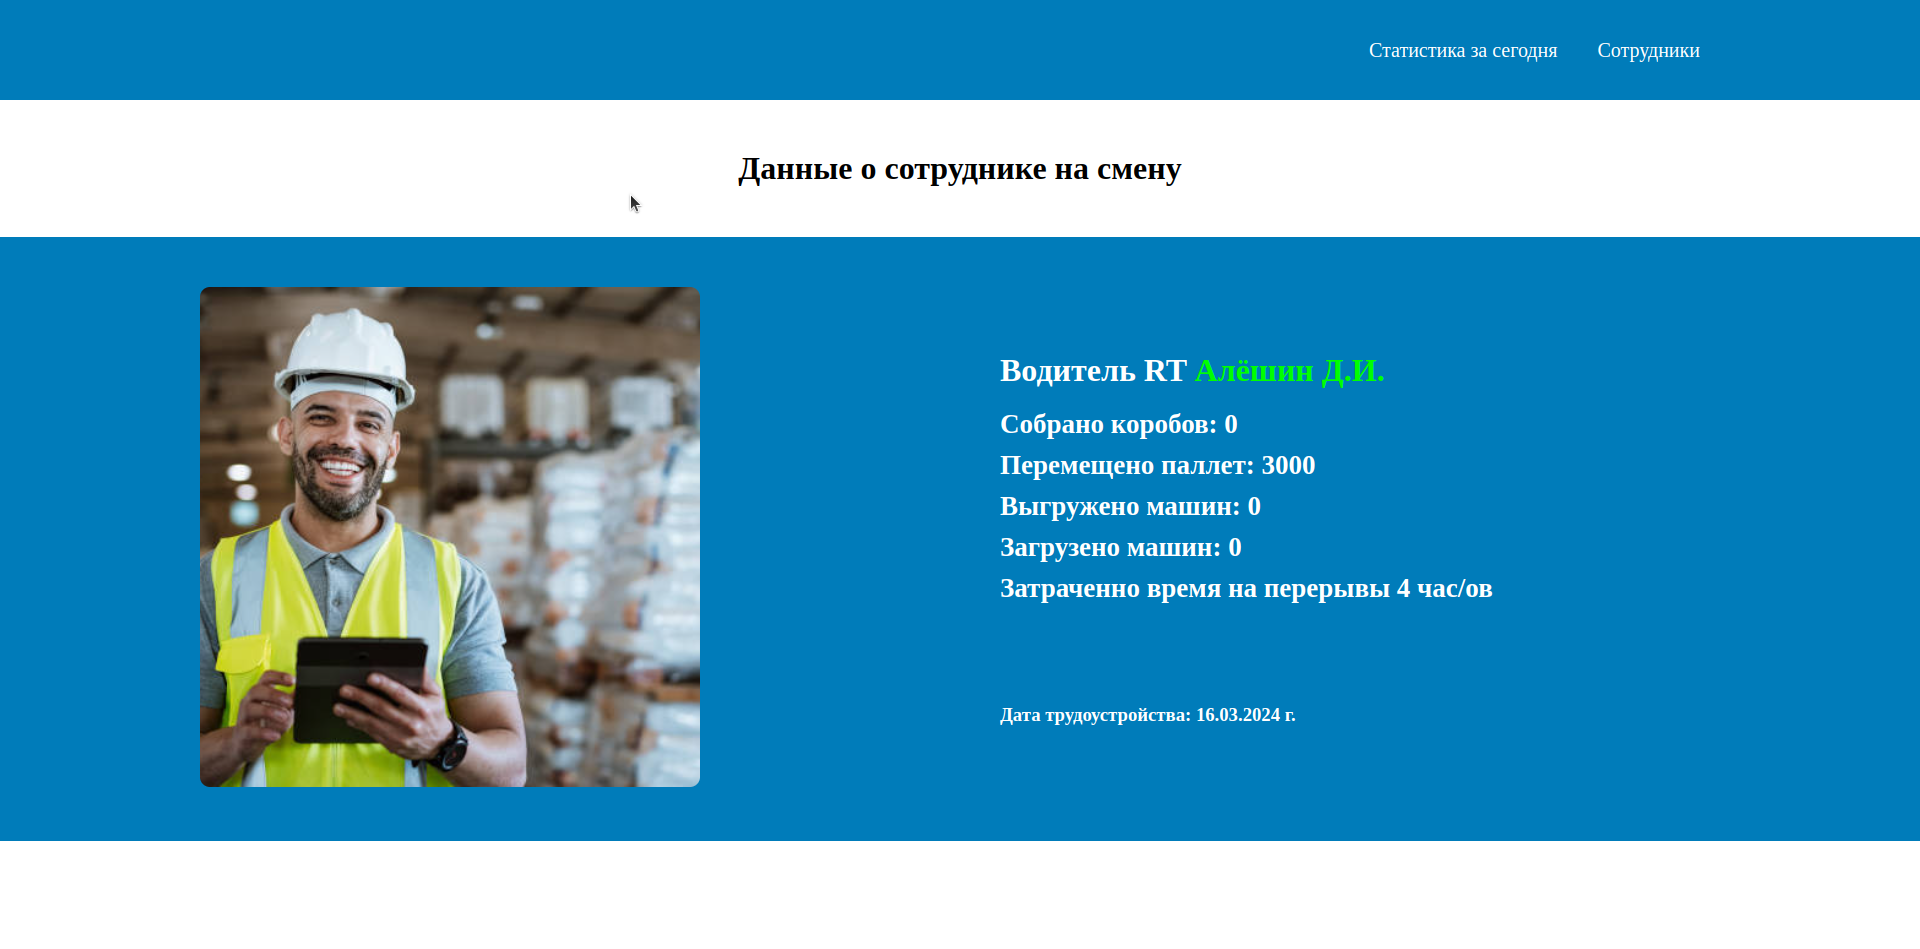 Статистика за сегодня Сотрудники
Данные о сотруднике на смену
Водитель RT Алёшин Д.И.
Собрано коробов: 0
Перемещено паллет: 3000
Выгружено машин: 0
Загрузено машин: 0
Затраченно время на перерывы 4 час/ов
Дата трудоустройства: 16.03.2024 г.